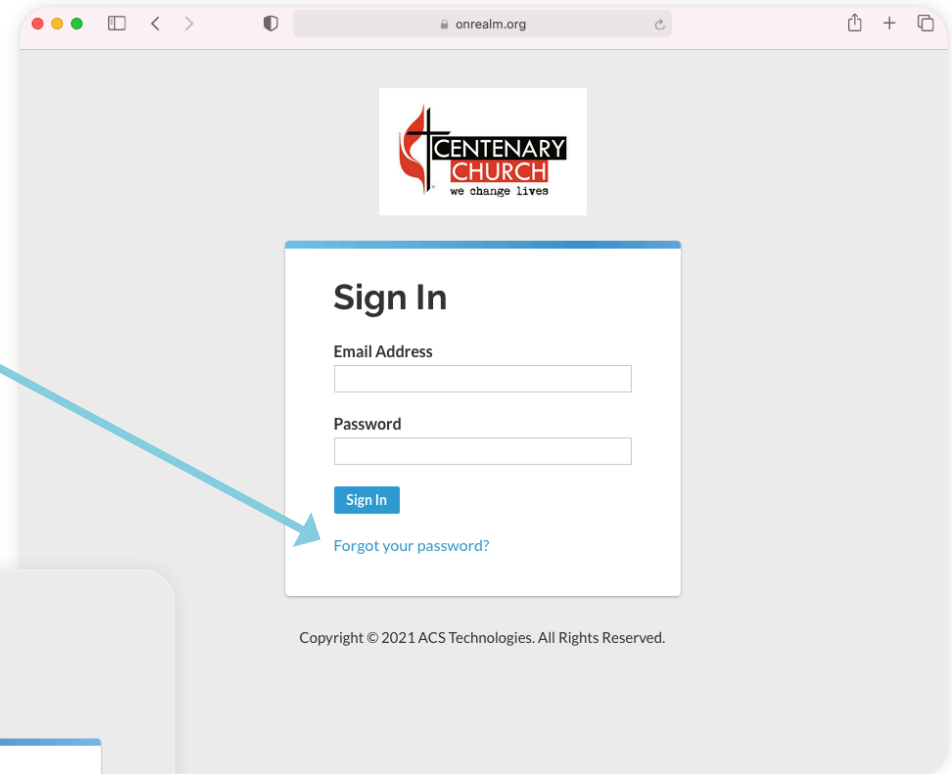 onrealm.org
CENTENARY
CHURCH
we change lives
Sign In
Email Address
Password
Sign In
Forgot your password?
Copyright © 2021 ACS Technologies. All Rights Reserved.